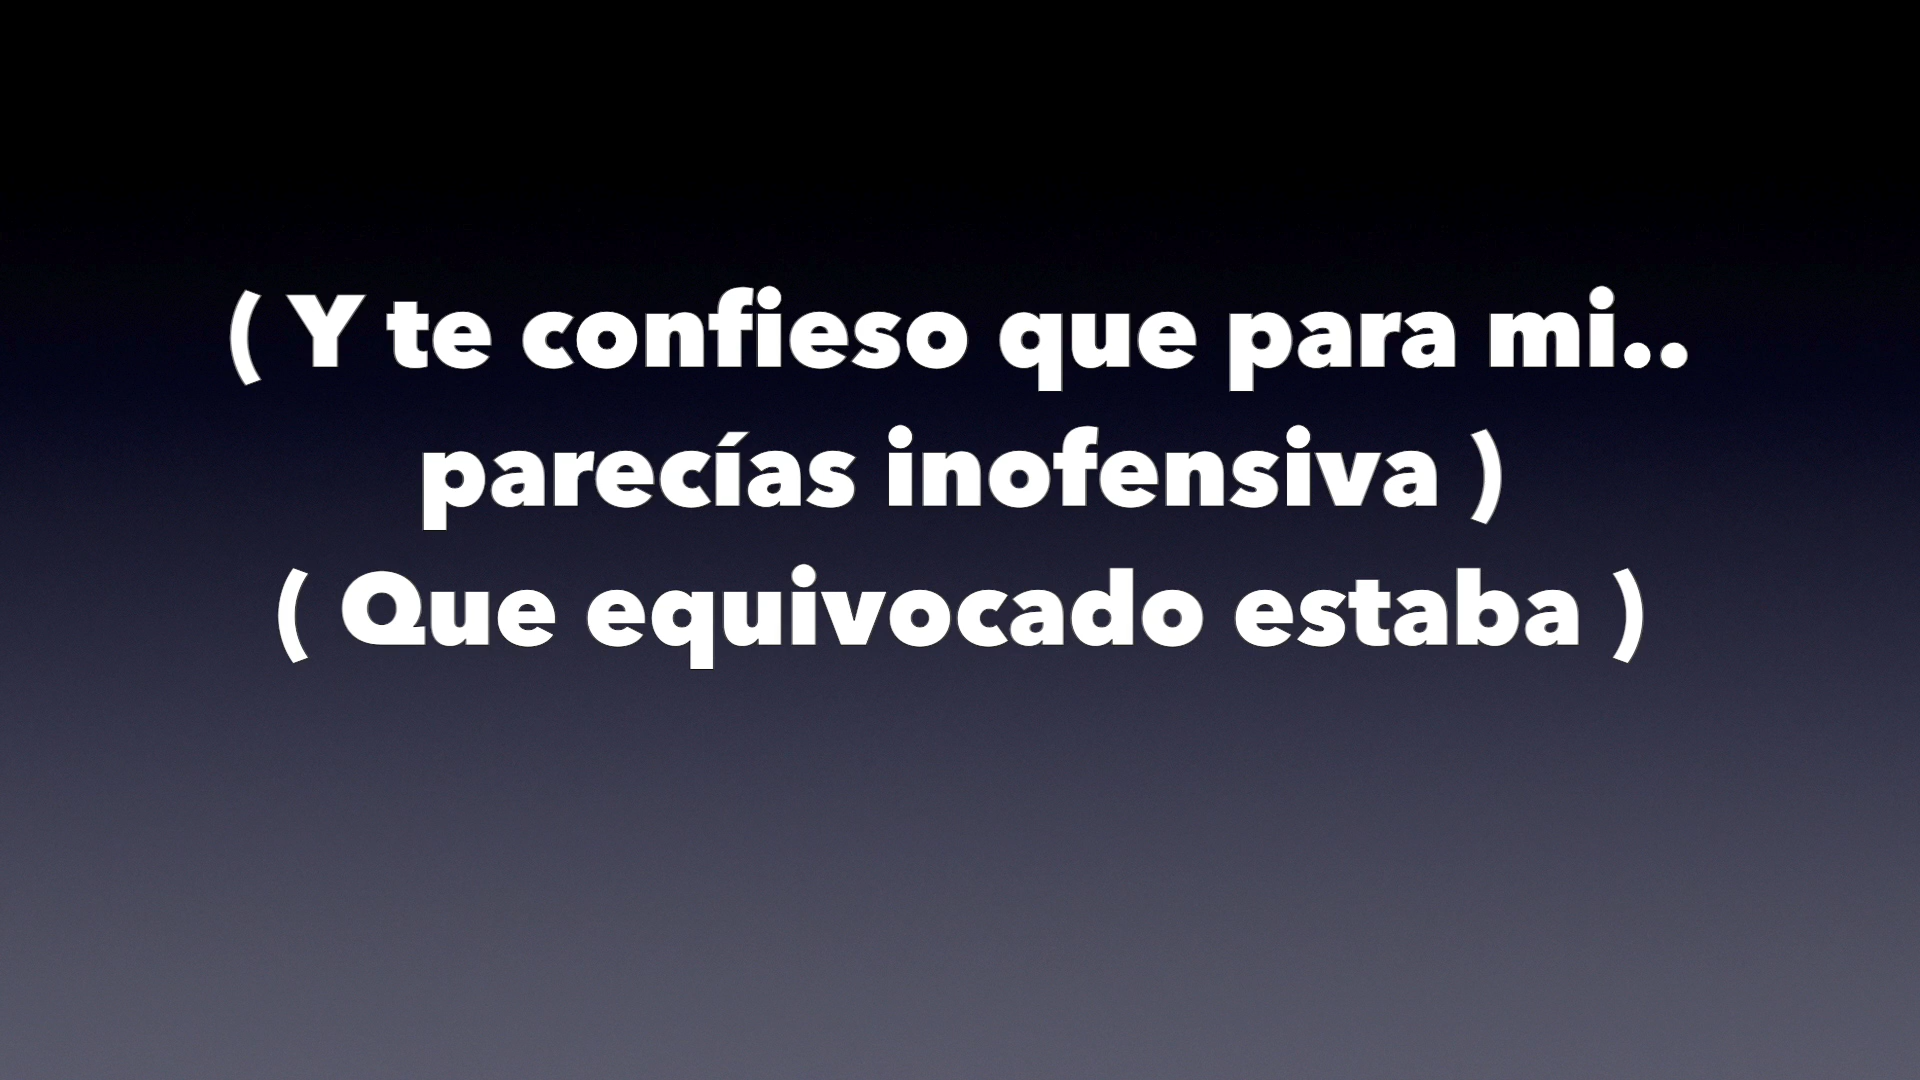 ( Y te confieso que para mi..
parecías inofensiva )
( Que equivocado estaba )